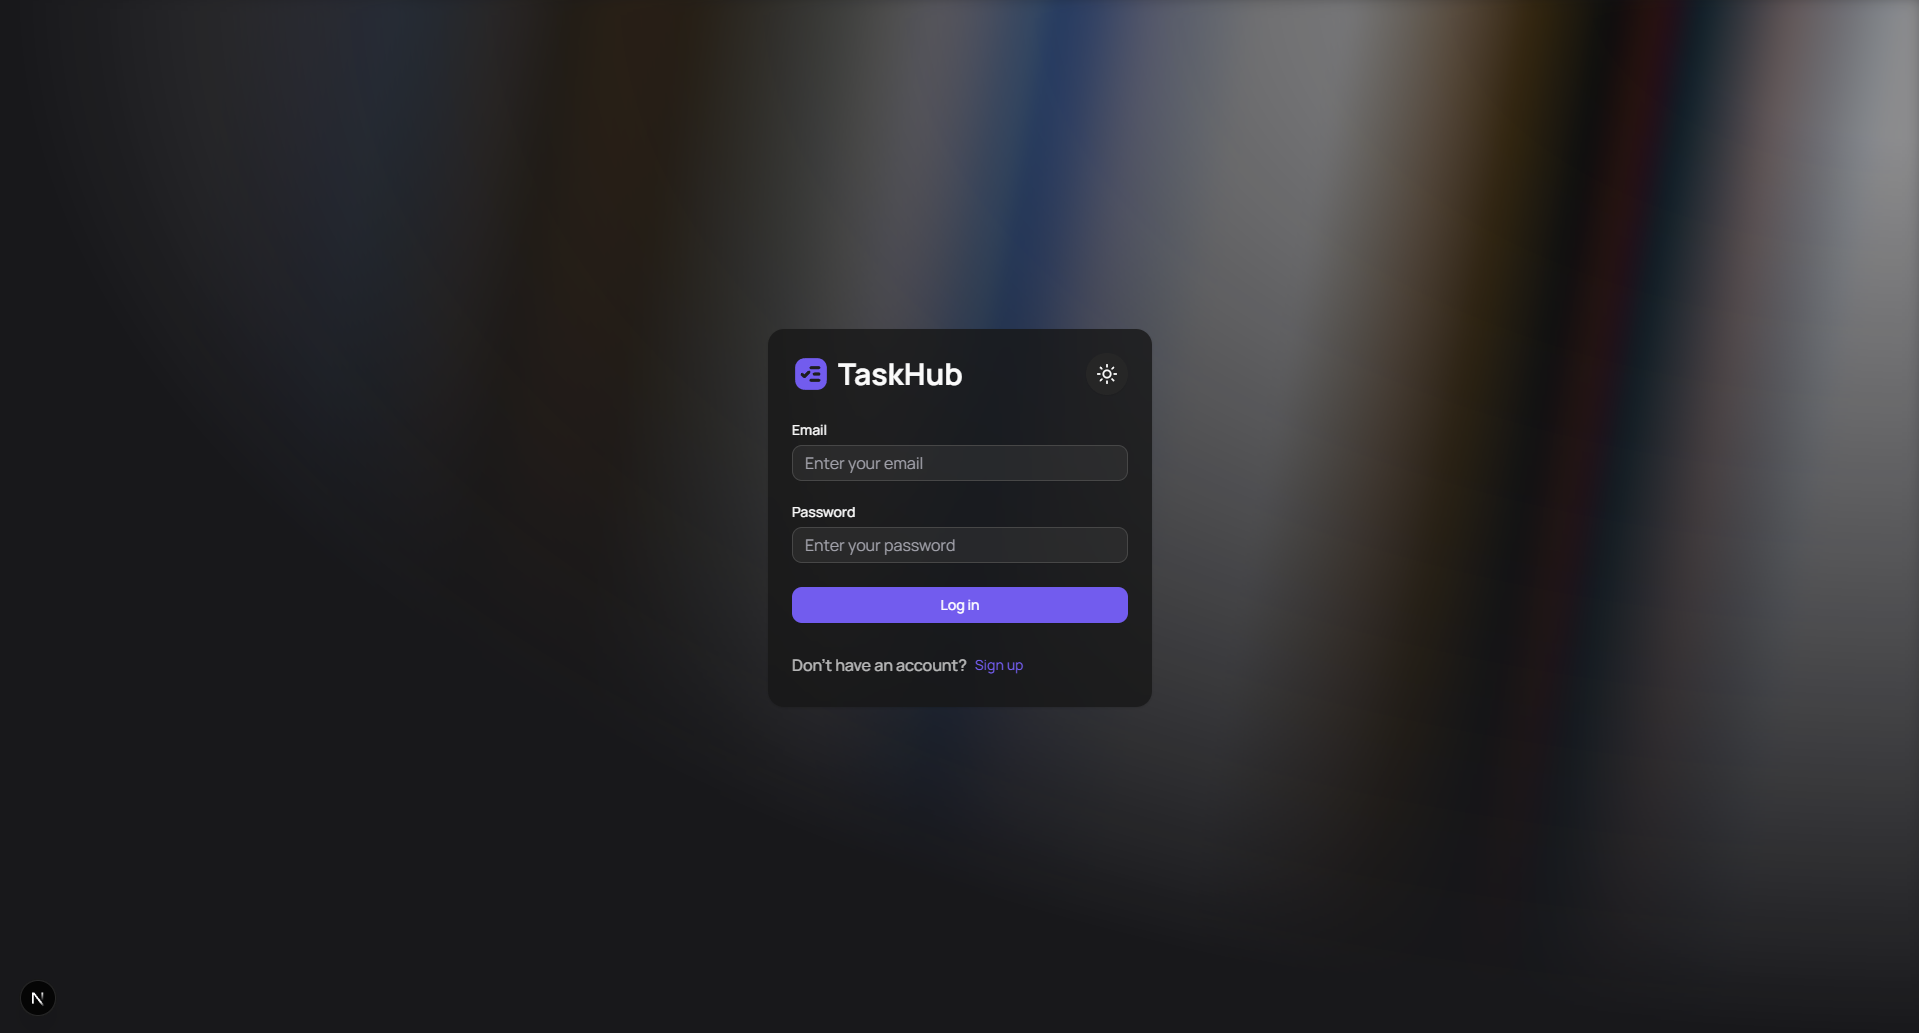 TaskHub
Email
Enter your email
Password
Enter your password
Log in
Don't have an account? Sign up
N